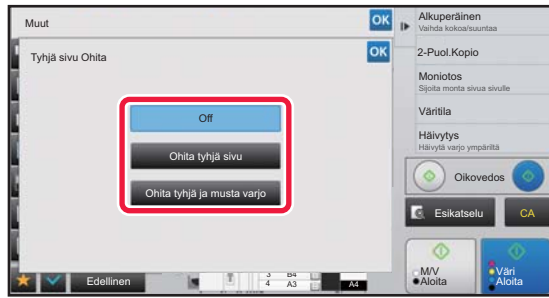 Muut
OK
Tyhjä sivu Ohita
OK
Off
Ohita tyhjä sivu
Ohita tyhjä ja musta varjo
Edellinen
3 B4
4 A3
A4
Alkuperäinen
Vaihda kokoa/suuntaa
2-Puol.Kopio
Moniotos
Sijoita monta sivua sivulle
Väritila
Häivytys
Häivytä varjo ympäriltä
Oikovedos
Esikatselu
CA
M/V
Aloita
Väri
Aloita